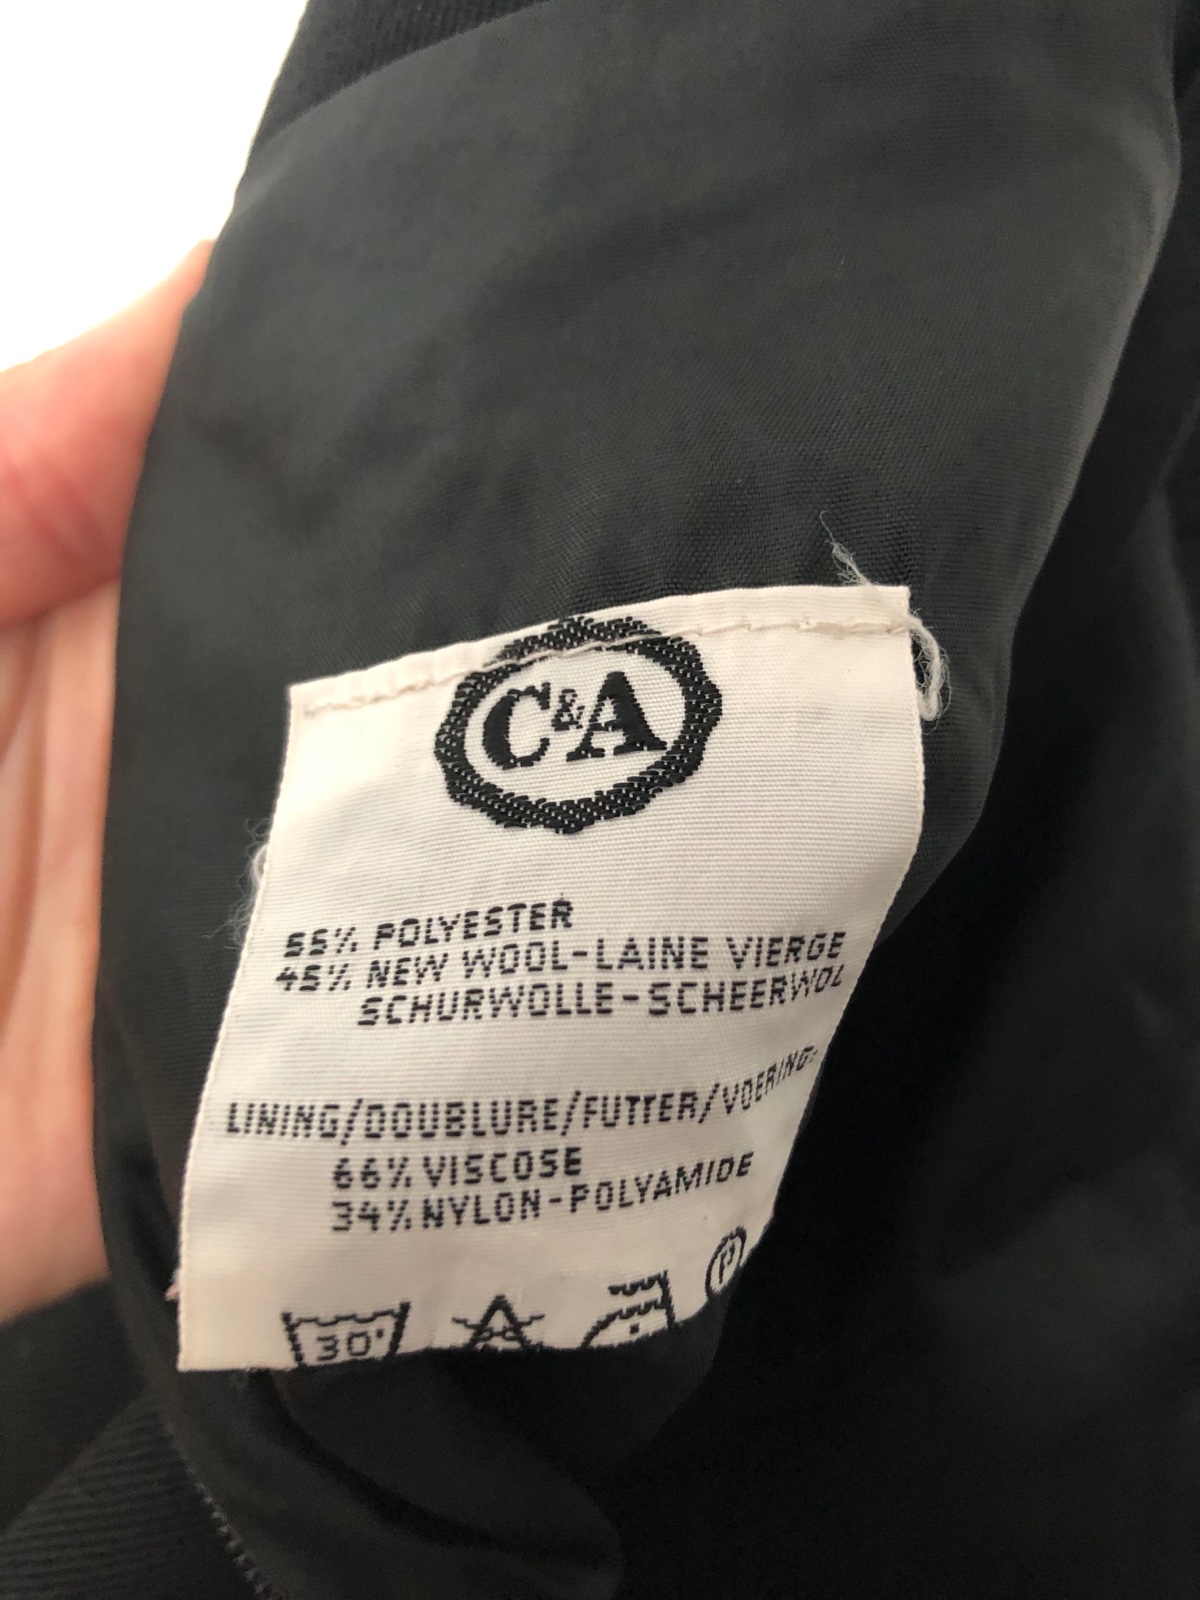 C&A
55% POLYESTER
45% NEW WOOL-LAINE VIERGE
SCHURWOLLE-SCHEERWOL
LINING/DOUBLURE/FUTTER/VOERING:
66% VISCOSE
34% NYLON-POLYAMIDE
30°
P